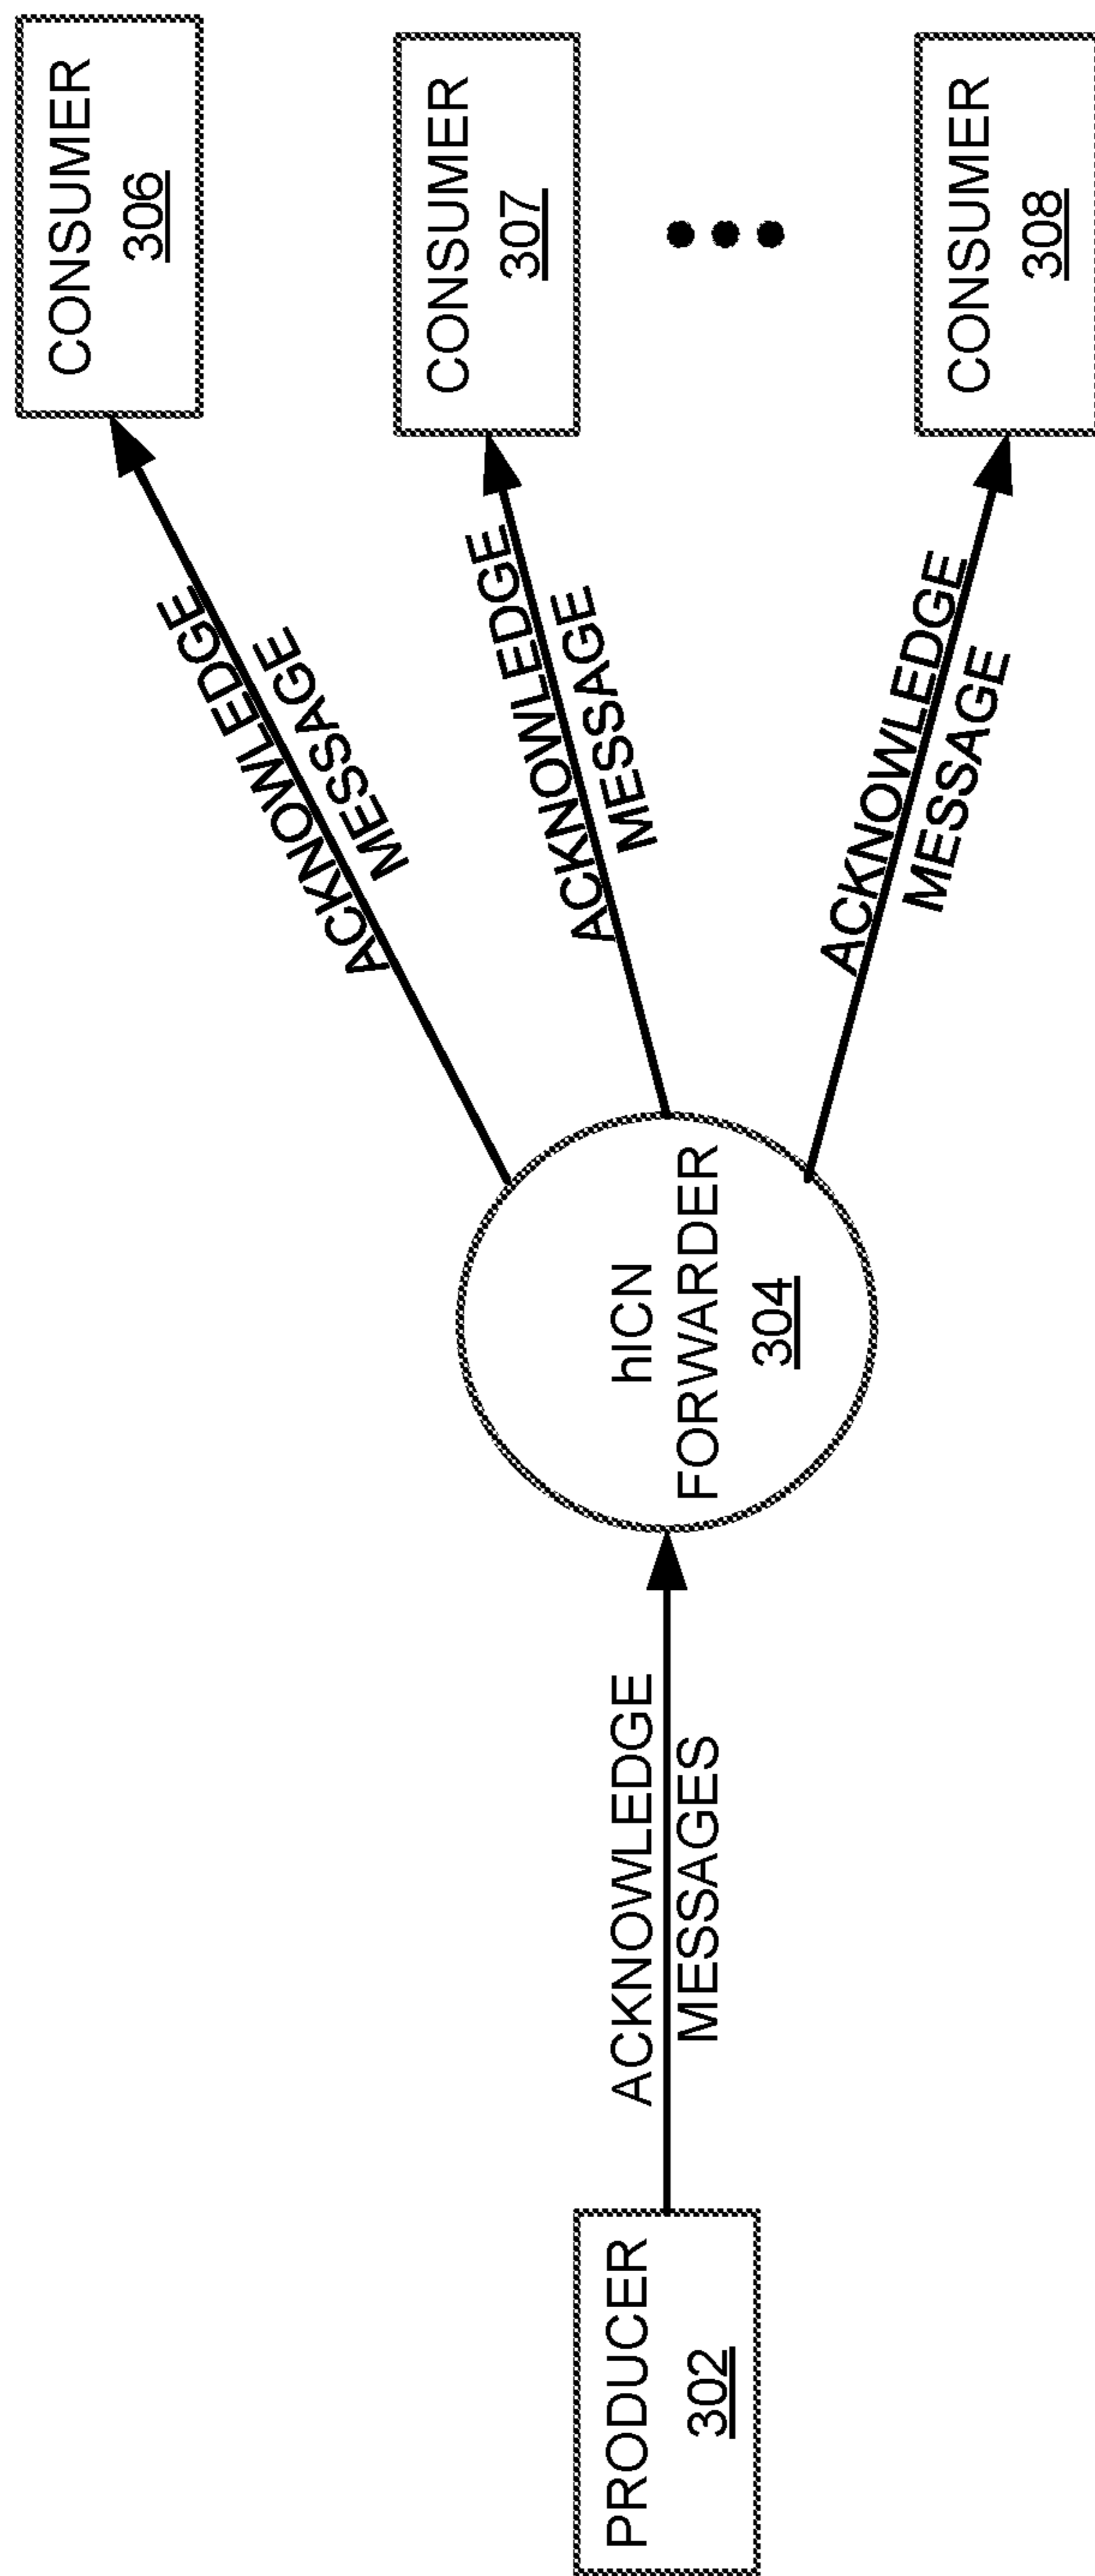 PRODUCER
302
ACKNOWLEDGE
MESSAGES
hICN
FORWARDER
304
ACKNOWLEDGE
MESSAGE
CONSUMER
306
ACKNOWLEDGE
MESSAGE
CONSUMER
307
ACKNOWLEDGE
MESSAGE
CONSUMER
308